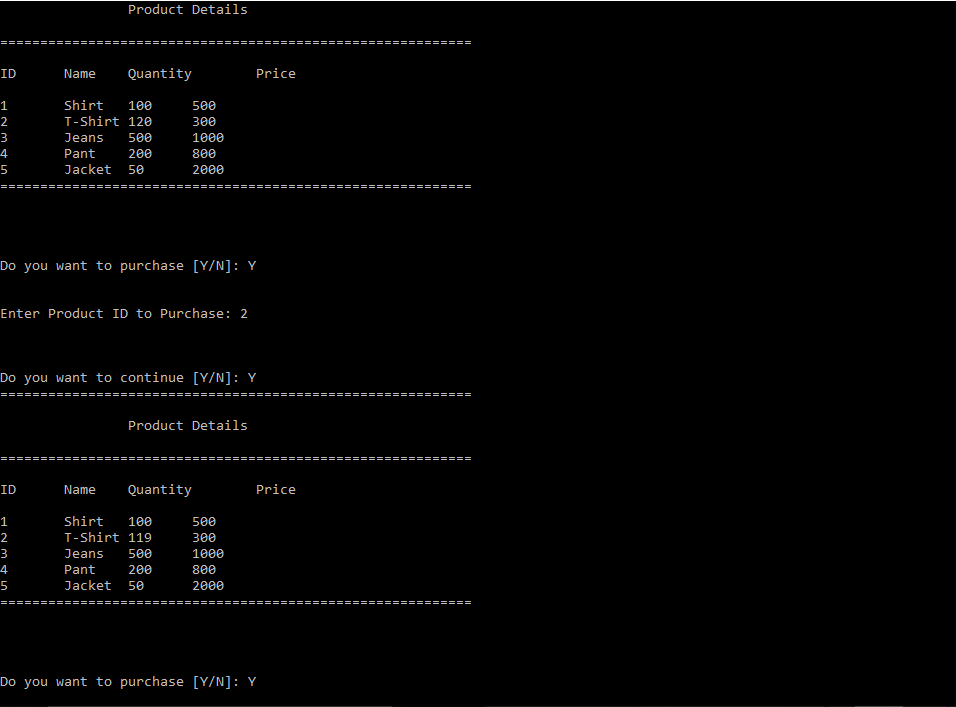 Product Details
===========================================================
ID Name Quantity Price
1 Shirt 100 500
2 T-Shirt 120 300
3 Jeans 500 1000
4 Pant 200 800
5 Jacket 50 2000
===========================================================
Do you want to purchase [Y/N]: Y
Enter Product ID to Purchase: 2
Do you want to continue [Y/N]: Y
===========================================================
Product Details
===========================================================
ID Name Quantity Price
1 Shirt 100 500
2 T-Shirt 119 300
3 Jeans 500 1000
4 Pant 200 800
5 Jacket 50 2000
===========================================================
Do you want to purchase [Y/N]: Y